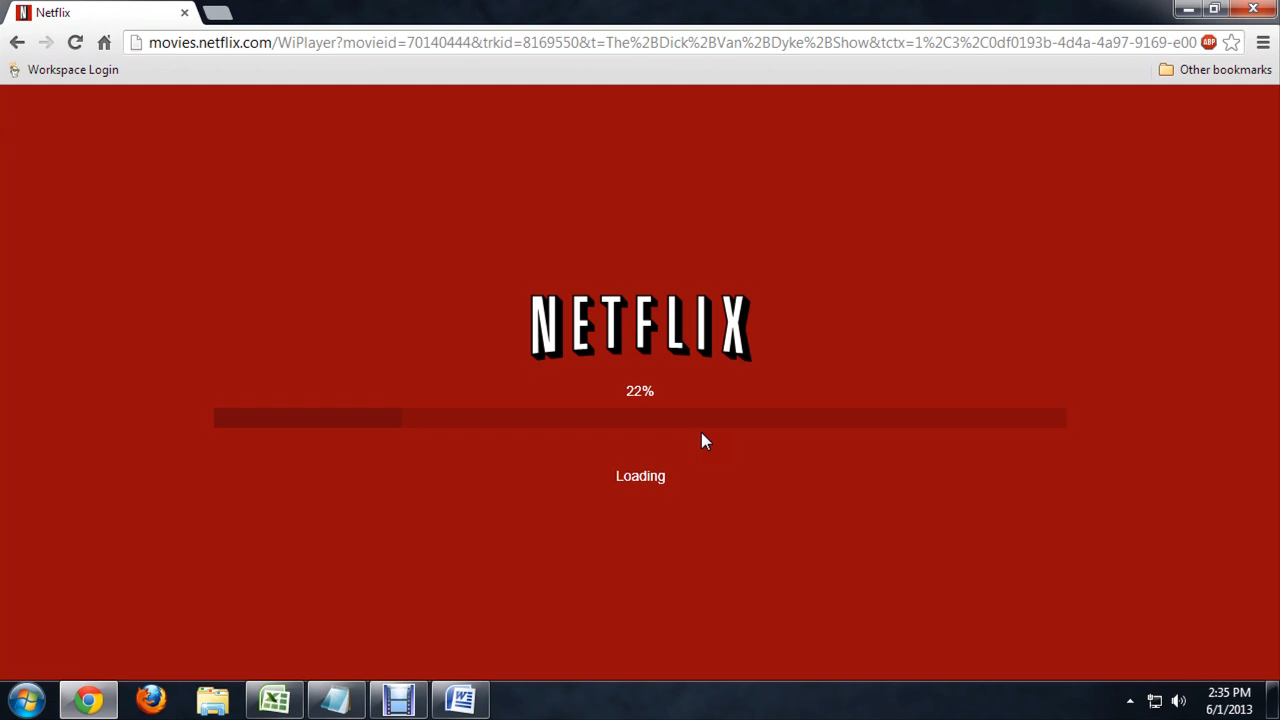 Netflix
movies.netflix.com/WiPlayer?movieid=70140444&trkid=8169550&t=The%2BDick%2BVan%2BDyke%2BShow&tctx=1%2C3%2C0df0193b-4d4a-4a97-9169-e00
ABP
Workspace Login
Other bookmarks
NETFLIX
22%
Loading
2:35 PM
6/1/2013